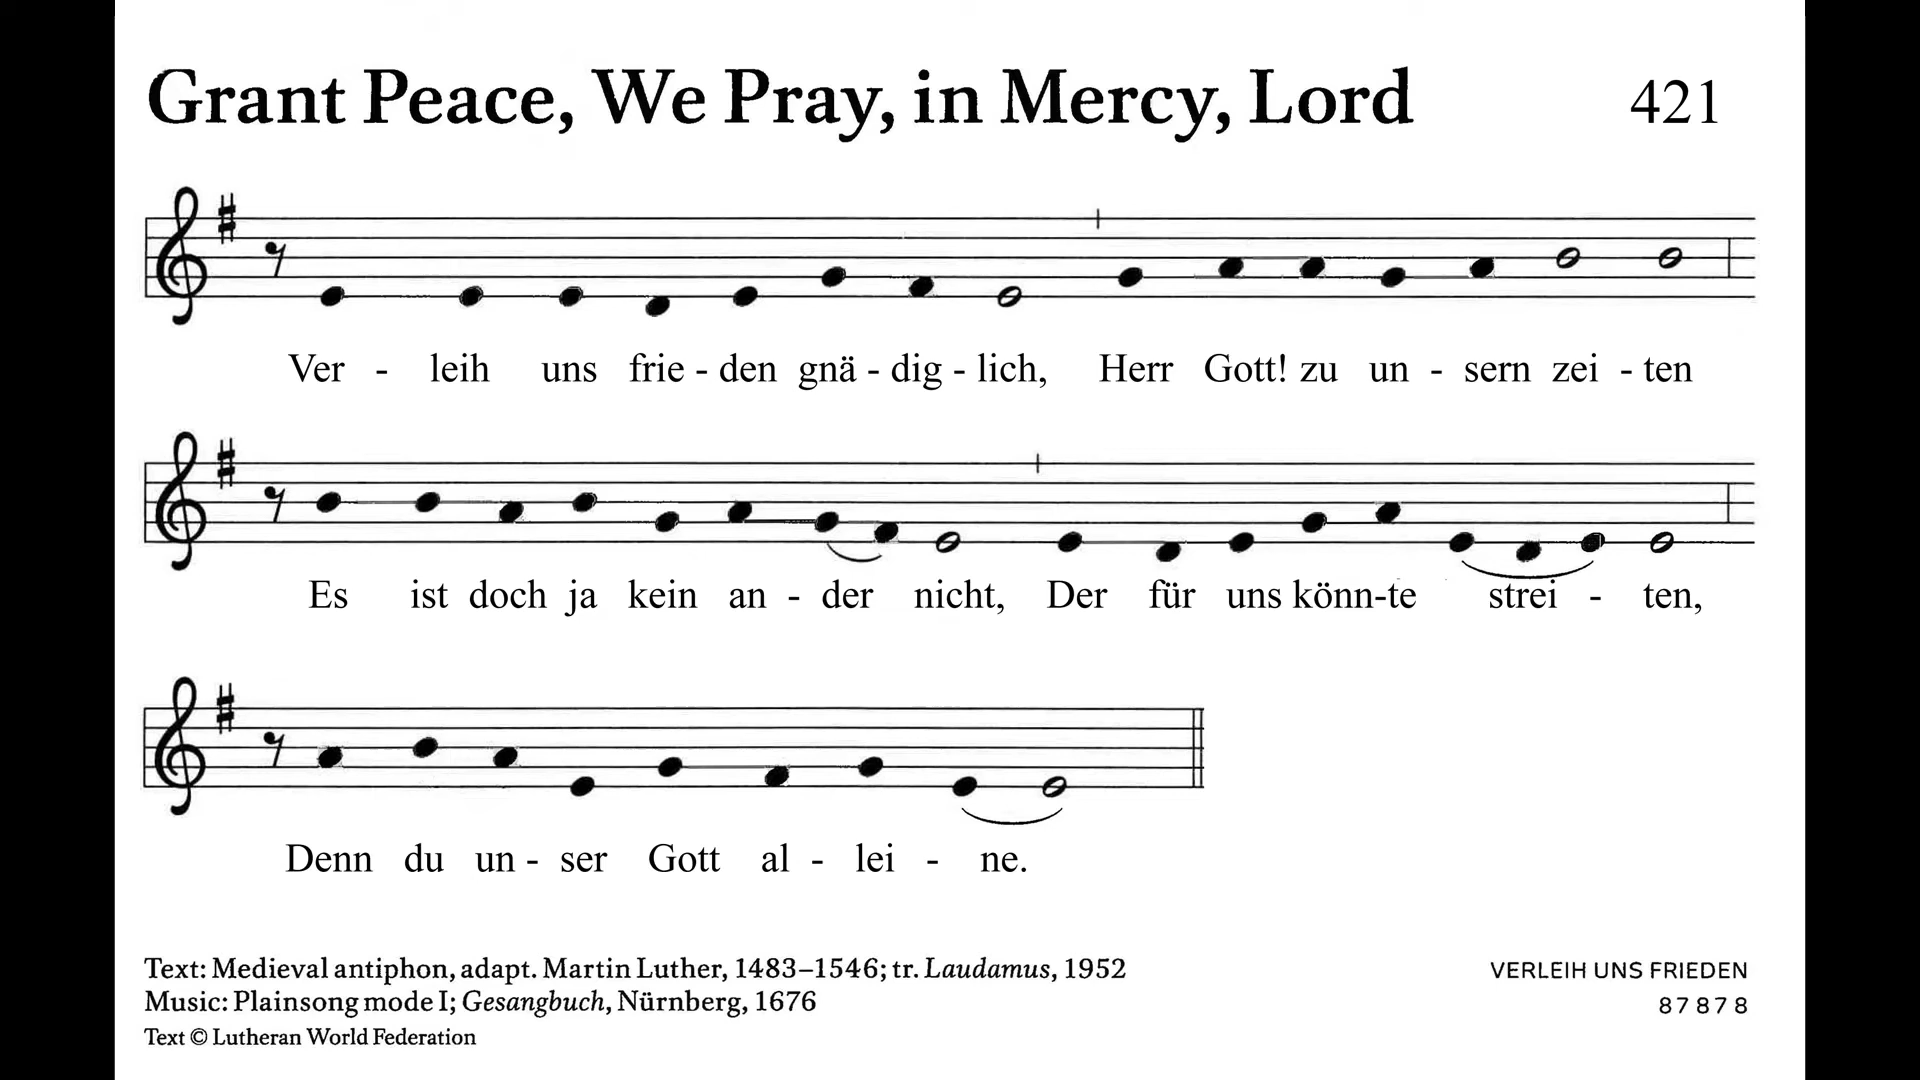 Grant Peace, We Pray, in Mercy, Lord 421
Ver - leih uns frie - den gnä - dig - lich, Herr Gott! zu un - sern zei - ten
Es ist doch ja kein an - der nicht, Der für uns könn-te strei - ten,
Denn du un - ser Gott al - lei - ne.
Text: Medieval antiphon, adapt. Martin Luther, 1483–1546; tr. Laudamus, 1952
Music: Plainsong mode I; Gesangbuch, Nürnberg, 1676
Text © Lutheran World Federation
VERLEIH UNS FRIEDEN
8 7 8 7 8